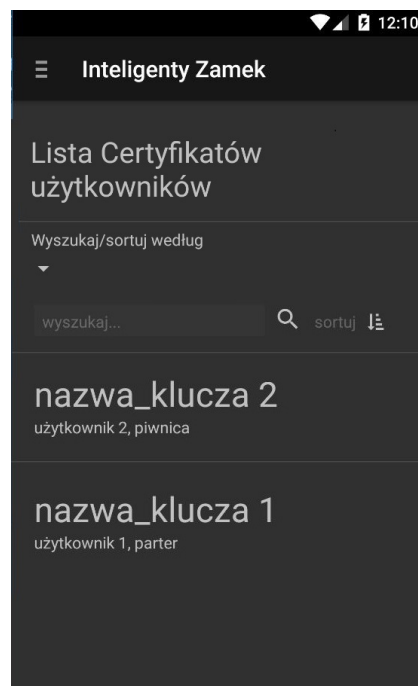 12:10
Inteligenty Zamek
Lista Certyfikatów
użytkowników
Wyszukaj/sortuj według
wyszukaj...
sortuj
nazwa_klucza 2
użytkownik 2, piwnica
nazwa_klucza 1
użytkownik 1, parter